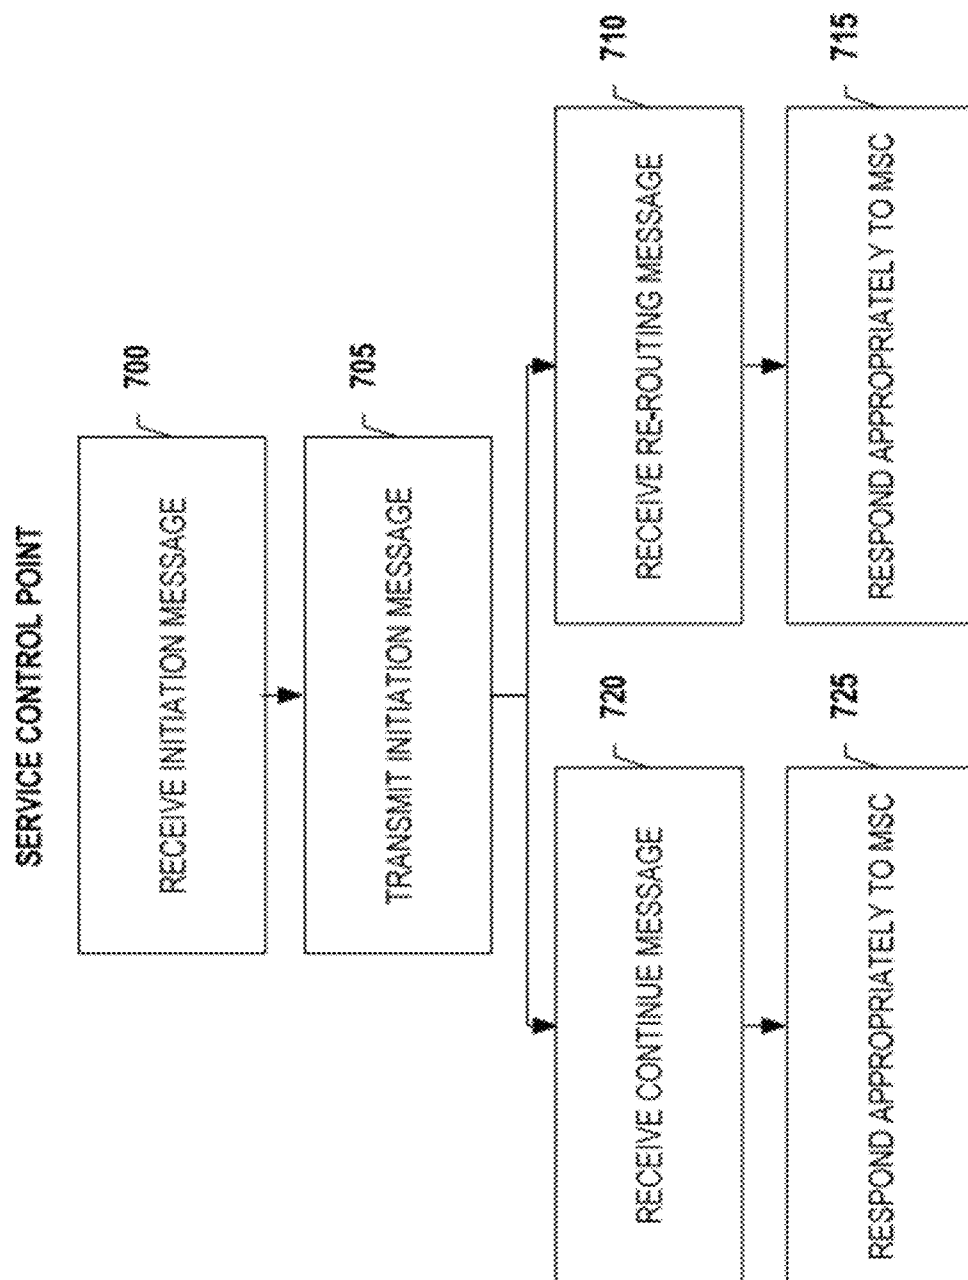 SERVICE CONTROL POINT
700
RECEIVE INITIATION MESSAGE
705
TRANSMIT INITIATION MESSAGE
710
RECEIVE RE-ROUTING MESSAGE
715
RESPOND APPROPRIATELY TO MSC
720
RECEIVE CONTINUE MESSAGE
725
RESPOND APPROPRIATELY TO MSC